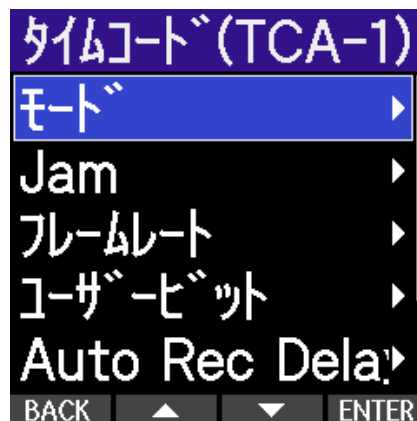 タイムコード(TCA-1)
モード
Jam
フレームレート
ユーザービット
Auto Rec Delay
BACK ENTER